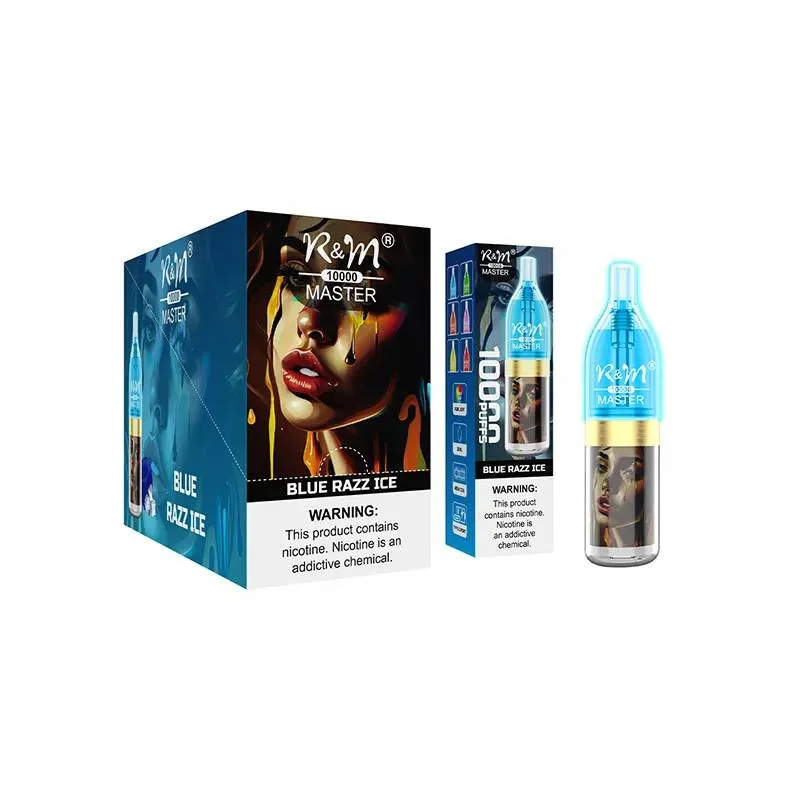 R&M®
10000
MASTER
BLUE
RAZZ ICE
R&M®
10000
MASTER
BLUE RAZZ ICE
WARNING:
This product contains
nicotine. Nicotine is an
addictive chemical.
R&M®
10000
MASTER
10000
PUFFS
R&M
MASTER
BLUE RAZZ ICE
WARNING:
This product
contains nicotine.
Nicotine is
an addictive
chemical.
R&M®
10000
MASTER